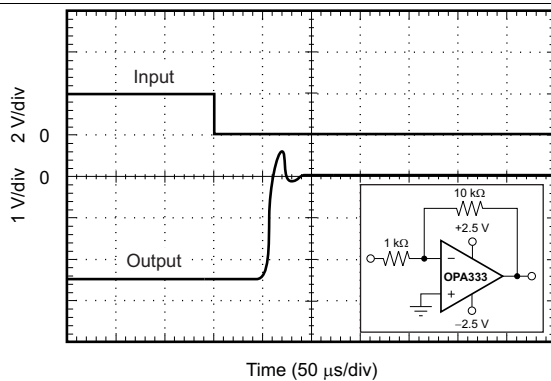 Input
2 V/div
0
0
1 V/div
Output
10 kΩ
+2.5 V
1 kΩ
−
OPA333
+
−2.5 V
Time (50 μs/div)